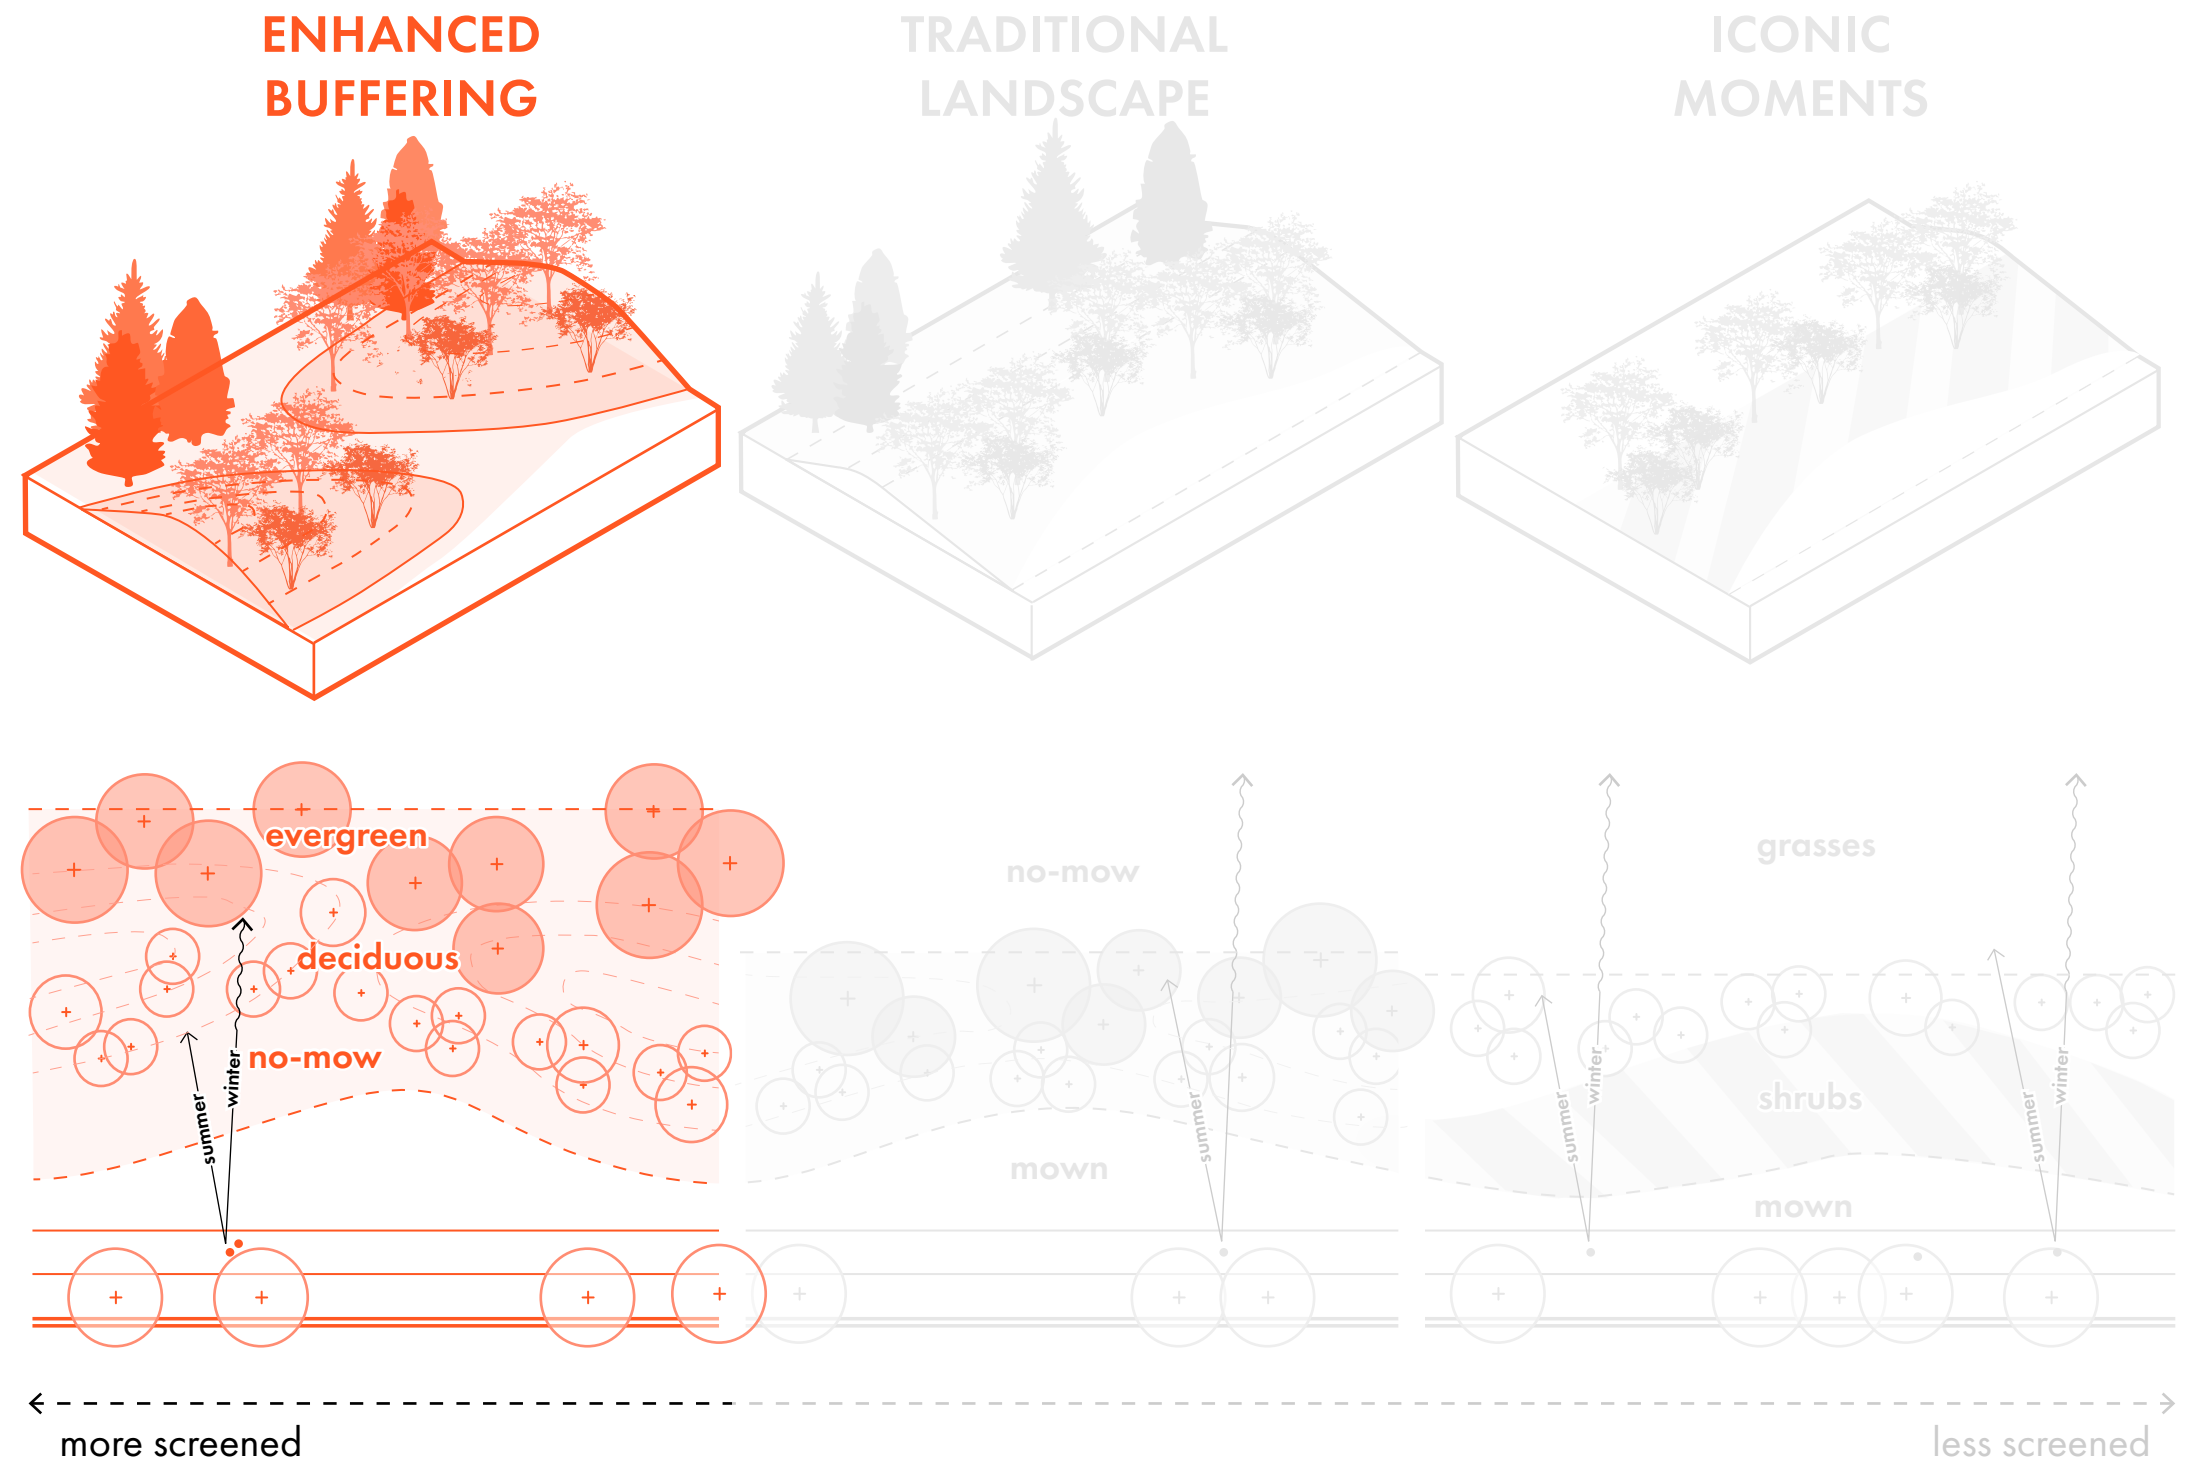 ENHANCED
BUFFERING
TRADITIONAL
LANDSCAPE
ICONIC
MOMENTS
evergreen
deciduous
no-mow
summer
winter
no-mow
mown
summer
grasses
shrubs
mown
summer
winter
summer
winter
more screened
less screened